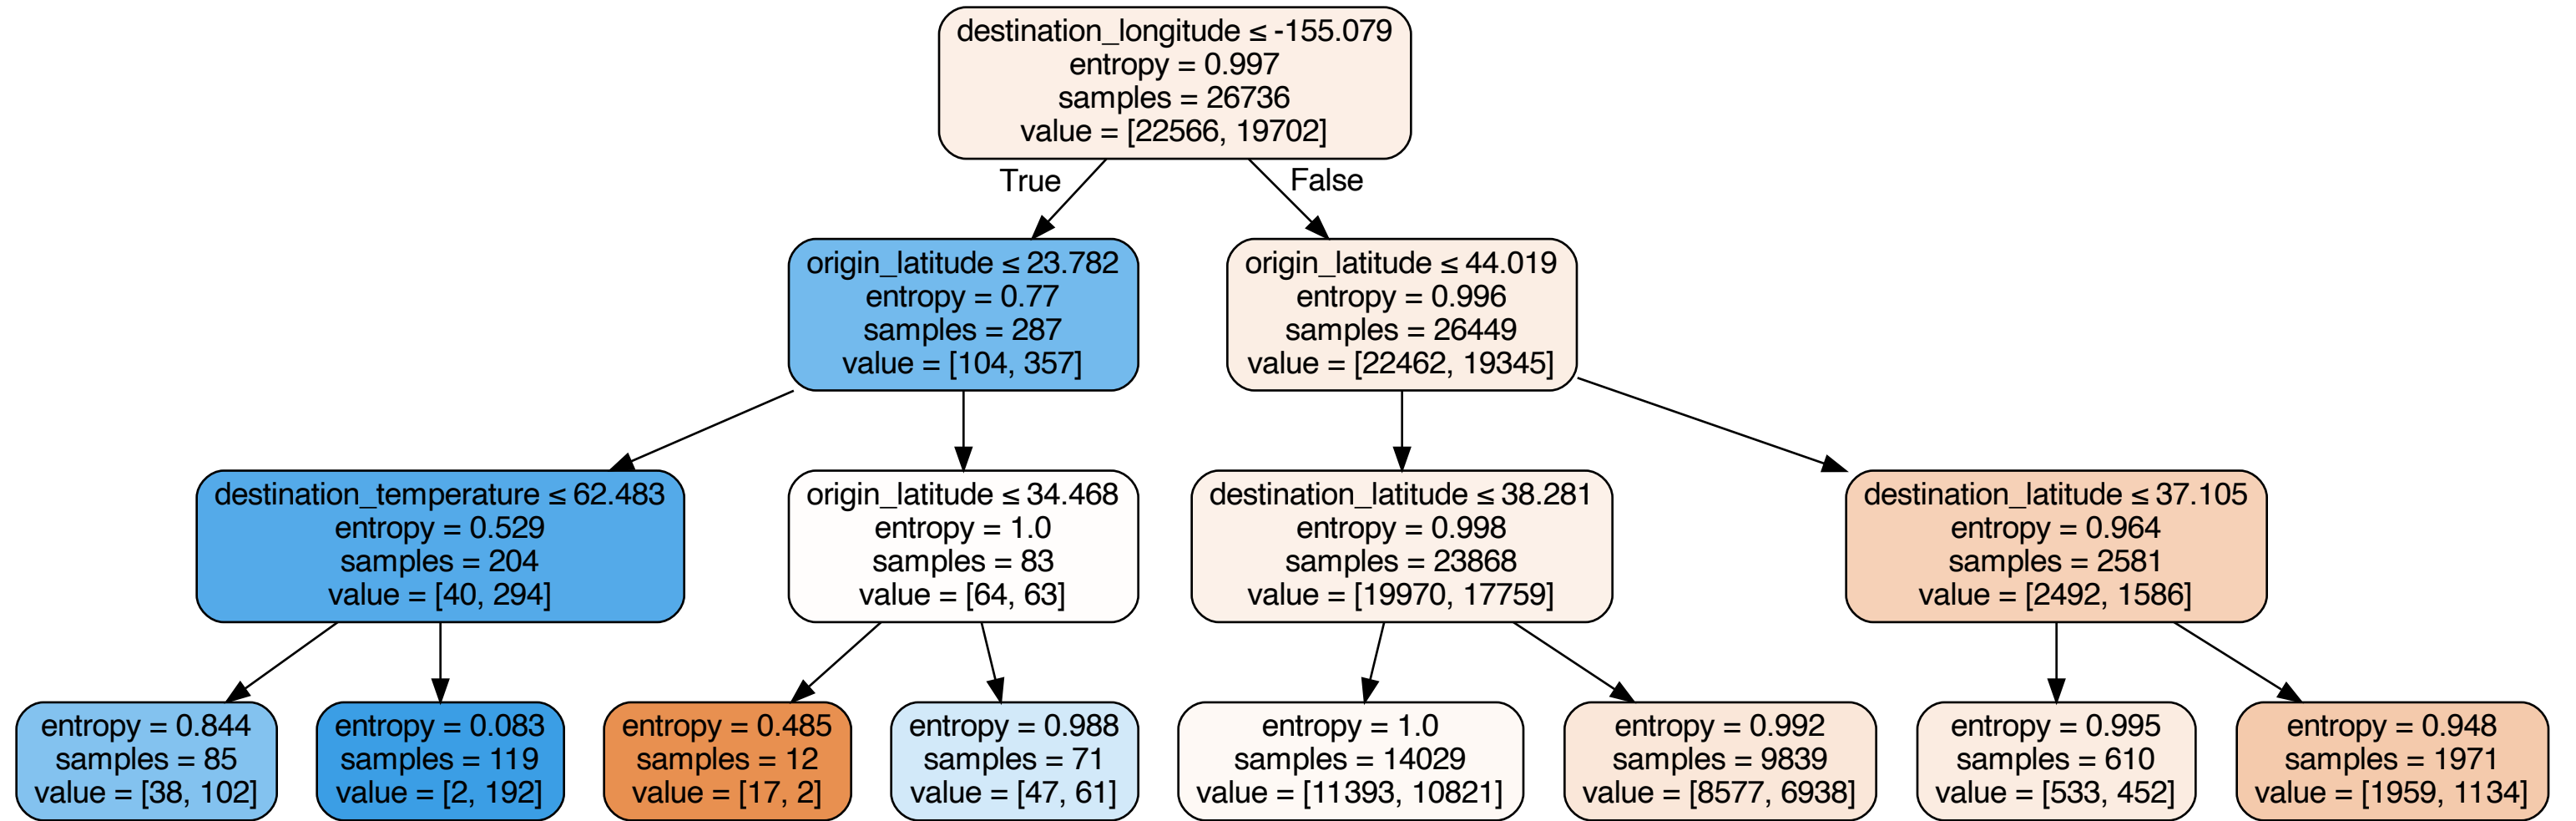 destination_longitude ≤ -155.079
entropy = 0.997
samples = 26736
value = [22566, 19702]
True
False
origin_latitude ≤ 23.782
entropy = 0.77
samples = 287
value = [104, 357]
origin_latitude ≤ 44.019
entropy = 0.996
samples = 26449
value = [22462, 19345]
destination_temperature ≤ 62.483
entropy = 0.529
samples = 204
value = [40, 294]
origin_latitude ≤ 34.468
entropy = 1.0
samples = 83
value = [64, 63]
destination_latitude ≤ 38.281
entropy = 0.998
samples = 23868
value = [19970, 17759]
destination_latitude ≤ 37.105
entropy = 0.964
samples = 2581
value = [2492, 1586]
entropy = 0.844
samples = 85
value = [38, 102]
entropy = 0.083
samples = 119
value = [2, 192]
entropy = 0.485
samples = 12
value = [17, 2]
entropy = 0.988
samples = 71
value = [47, 61]
entropy = 1.0
samples = 14029
value = [11393, 10821]
entropy = 0.992
samples = 9839
value = [8577, 6938]
entropy = 0.995
samples = 610
value = [533, 452]
entropy = 0.948
samples = 1971
value = [1959, 1134]